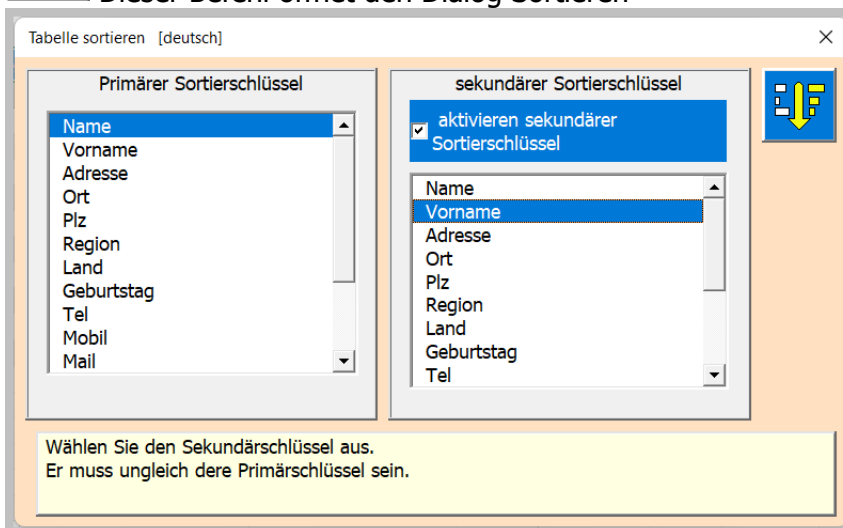 Dieser Befehl öffnet den Dialog Sortieren
Tabelle sortieren [deutsch]
Primärer Sortierschlüssel
Name
Vorname
Adresse
Ort
Plz
Region
Land
Geburtstag
Tel
Mobil
Mail
sekundärer Sortierschlüssel
aktivieren sekundärer
Sortierschlüssel
Name
Vorname
Adresse
Ort
Plz
Region
Land
Geburtstag
Tel
Wählen Sie den Sekundärschlüssel aus.
Er muss ungleich dere Primärschlüssel sein.